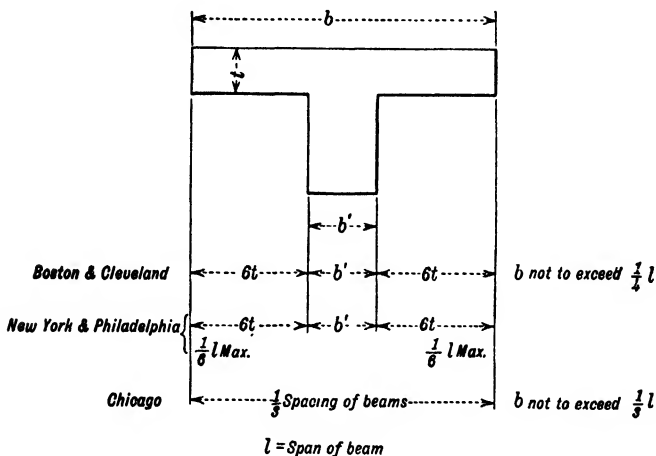 b
t
b'
Boston & Cleveland 6t b' 6t b not to exceed 1/4 l
New York & Philadelphia { 6t b' 6t
1/6 l Max. 1/6 l Max.
Chicago 1/3 Spacing of beams b not to exceed 1/3 l
l = Span of beam